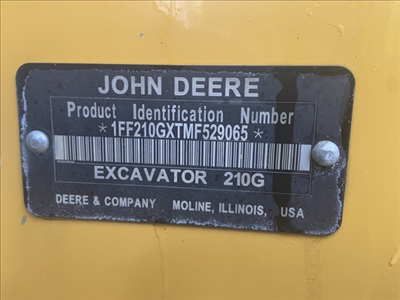 JOHN DEERE
Product Identification Number
*1FF210GXTMF529065*
EXCAVATOR 210G
DEERE & COMPANY MOLINE, ILLINOIS, USA